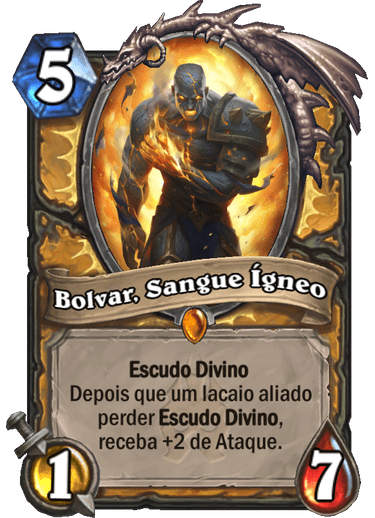 5
Bolvar, Sangue Ígneo
Escudo Divino
Depois que um lacaio aliado
perder Escudo Divino,
receba +2 de Ataque.
1
7